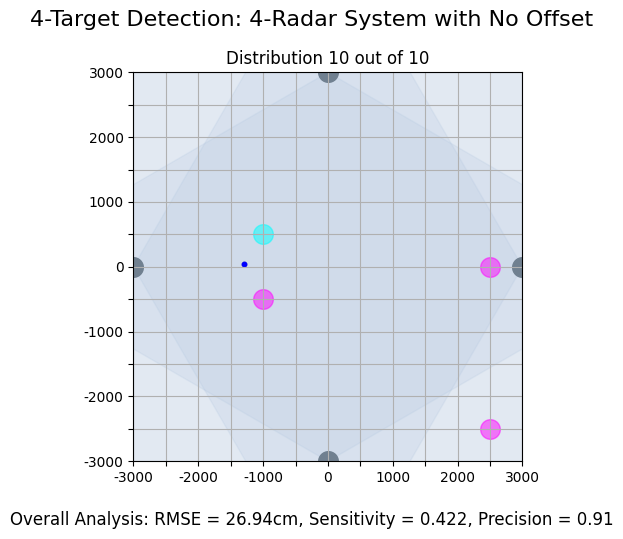 4-Target Detection: 4-Radar System with No Offset
Distribution 10 out of 10
3000
2000
1000
0
-1000
-2000
-3000
-3000 -2000 -1000 0 1000 2000 3000
Overall Analysis: RMSE = 26.94cm, Sensitivity = 0.422, Precision = 0.91